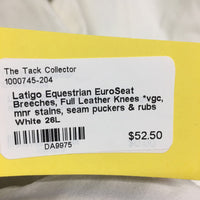 The Tack Collector
1000745-204
Latigo Equestrian EuroSeat
Breeches, Full Leather Knees *vgc,
mnr stains, seam puckers & rubs
White 26L
$52.50
DA9975